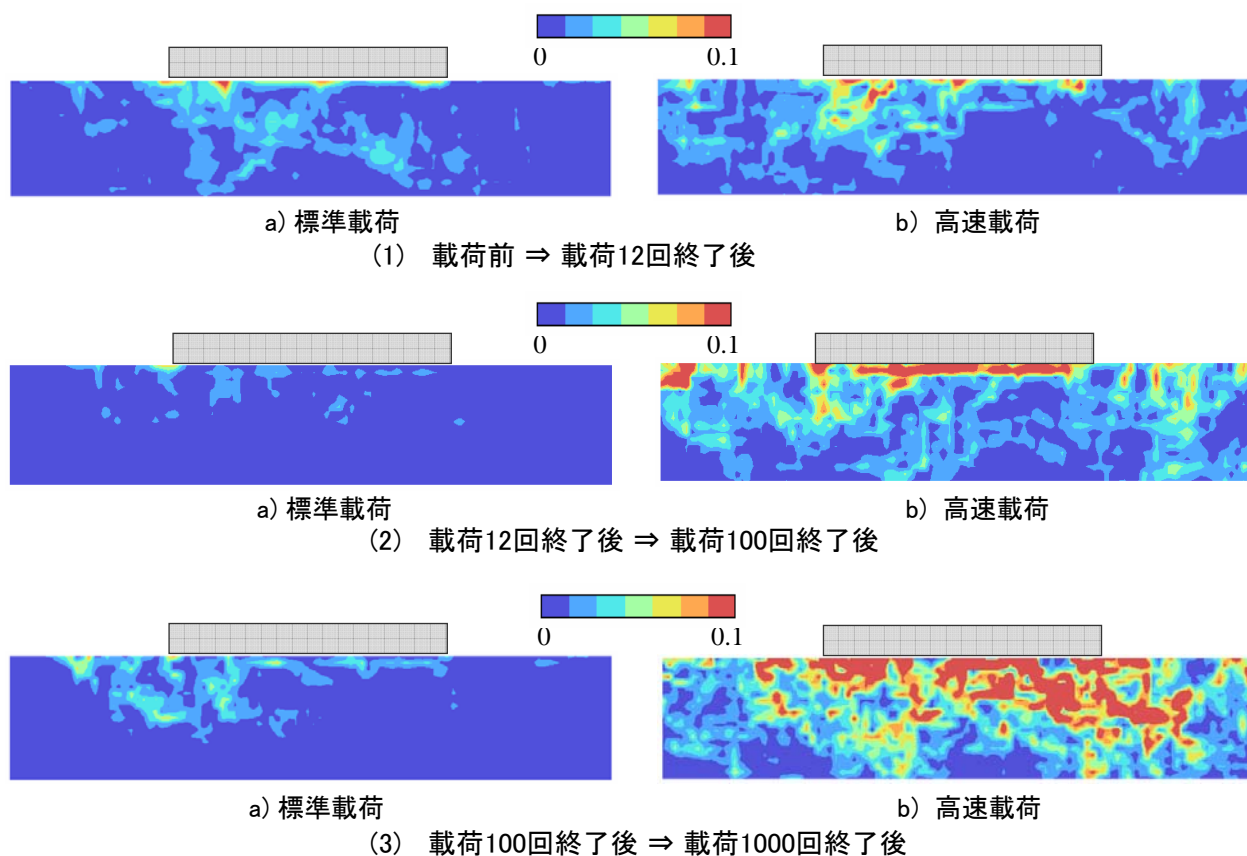 0 0.1
a) 標準載荷 b) 高速載荷
(1) 載荷前 ⇒ 載荷12回終了後
0 0.1
a) 標準載荷 b) 高速載荷
(2) 載荷12回終了後 ⇒ 載荷100回終了後
0 0.1
a) 標準載荷 b) 高速載荷
(3) 載荷100回終了後 ⇒ 載荷1000回終了後